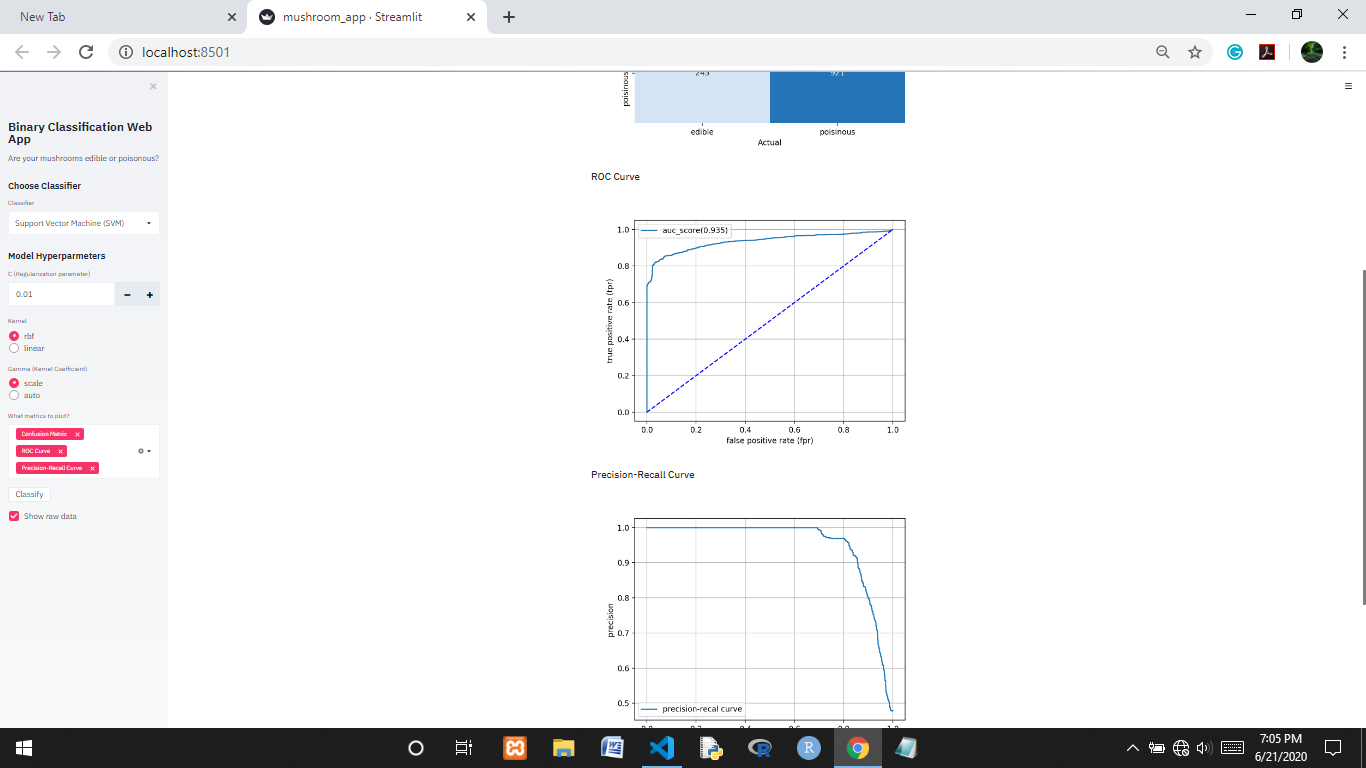 New Tab
mushroom_app · Streamlit
localhost:8501
Binary Classification Web
App
Are your mushrooms edible or poisonous?
Choose Classifier
Classifier
Support Vector Machine (SVM)
Model Hyperparmeters
C (Regularization parameter)
0.01
Kernel
rbf
linear
Gamma (Kernel Coefficient)
scale
auto
What matrics to plot?
Confusion Matrix
ROC Curve
Precision-Recall Curve
Classify
Show raw data
poisinous
edible
poisinous
Actual
ROC Curve
auc_score(0.935)
1.0
0.8
0.6
0.4
0.2
0.0
true positive rate (tpr)
0.0 0.2 0.4 0.6 0.8 1.0
false positive rate (fpr)
Precision-Recall Curve
1.0
0.9
0.8
0.7
0.6
0.5
precision
precision-recal curve
7:05 PM
6/21/2020